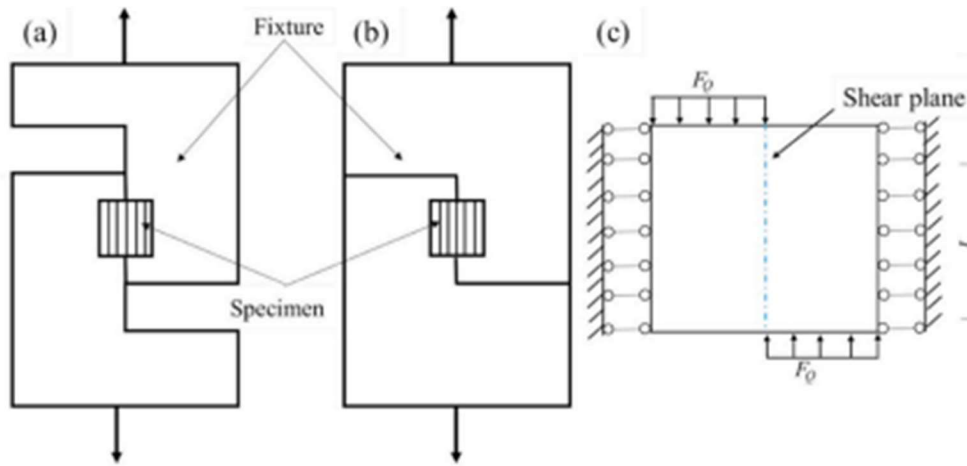 (a)
Fixture
(b)
(c)
F_Q
Shear plane
Specimen
F_Q